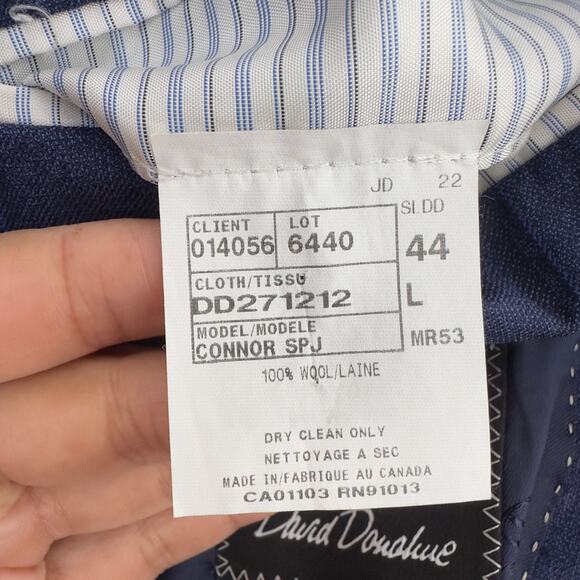 JD 22
CLIENT LOT SLDD
014056 6440 44
CLOTH/TISSU
DD271212 L
MODEL/MODELE
CONNOR SPJ MR53
100% WOOL/LAINE
DRY CLEAN ONLY
NETTOYAGE A SEC
MADE IN/FABRIQUE AU CANADA
CA01103 RN91013
David Donahue